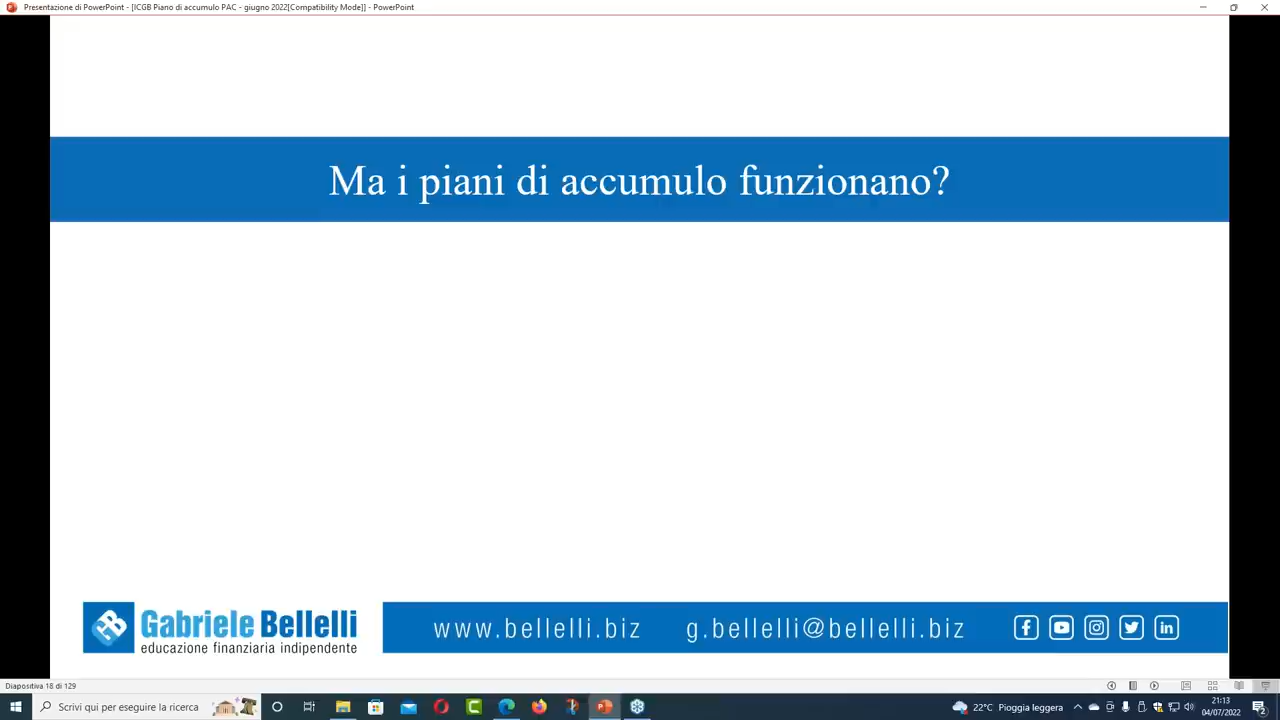 Presentazione di PowerPoint - [ICGB Piano di accumulo PAC - giugno 2022[Compatibility Mode]] - PowerPoint
Ma i piani di accumulo funzionano?
Gabriele Bellelli
educazione finanziaria indipendente
www.bellelli.biz
g.bellelli@bellelli.biz
Diapositiva 18 di 129
Scrivi qui per eseguire la ricerca
22°C Pioggia leggera
21:13
04/07/2022
2